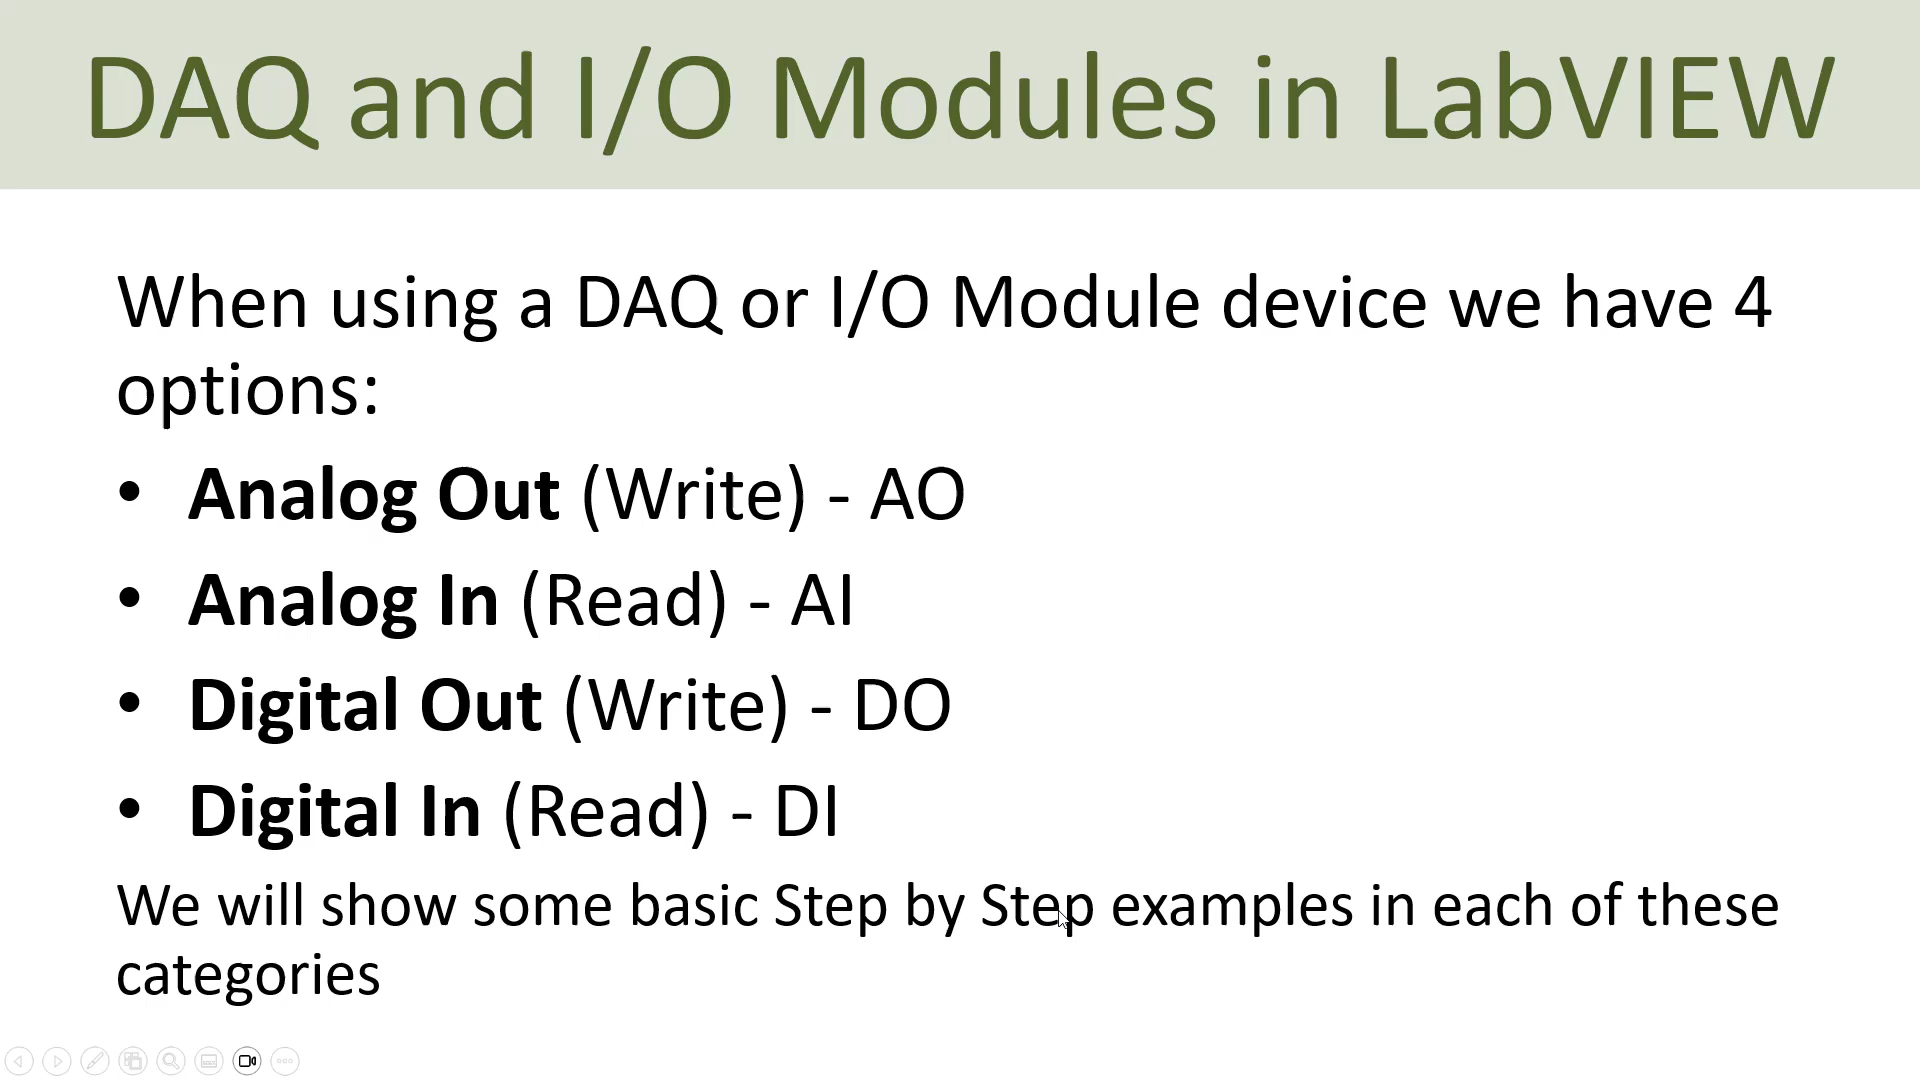 DAQ and I/O Modules in LabVIEW
When using a DAQ or I/O Module device we have 4
options:
• Analog Out (Write) - AO
• Analog In (Read) - AI
• Digital Out (Write) - DO
• Digital In (Read) - DI
We will show some basic Step by Step examples in each of these
categories